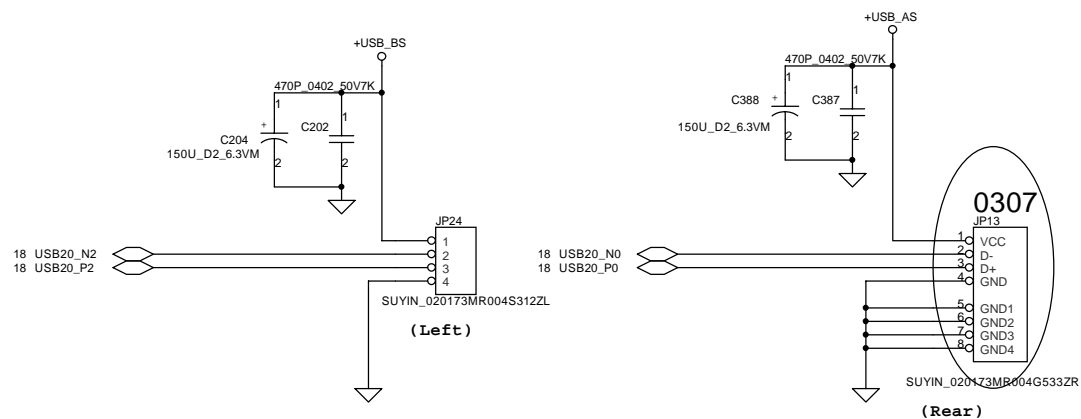 +USB_BS
470P_0402_50V7K
1
1
+
C204
C202
150U_D2_6.3VM
2
2
JP24
1
2
3
4
18 USB20_N2
18 USB20_P2
SUYIN_020173MR004S312ZL
(Left)
+USB_AS
470P_0402_50V7K
1
1
+
C388
C387
150U_D2_6.3VM
2
2
0307
JP13
1 VCC
2 D-
3 D+
4 GND
5 GND1
6 GND2
7 GND3
8 GND4
18 USB20_N0
18 USB20_P0
SUYIN_020173MR004G533ZR
(Rear)